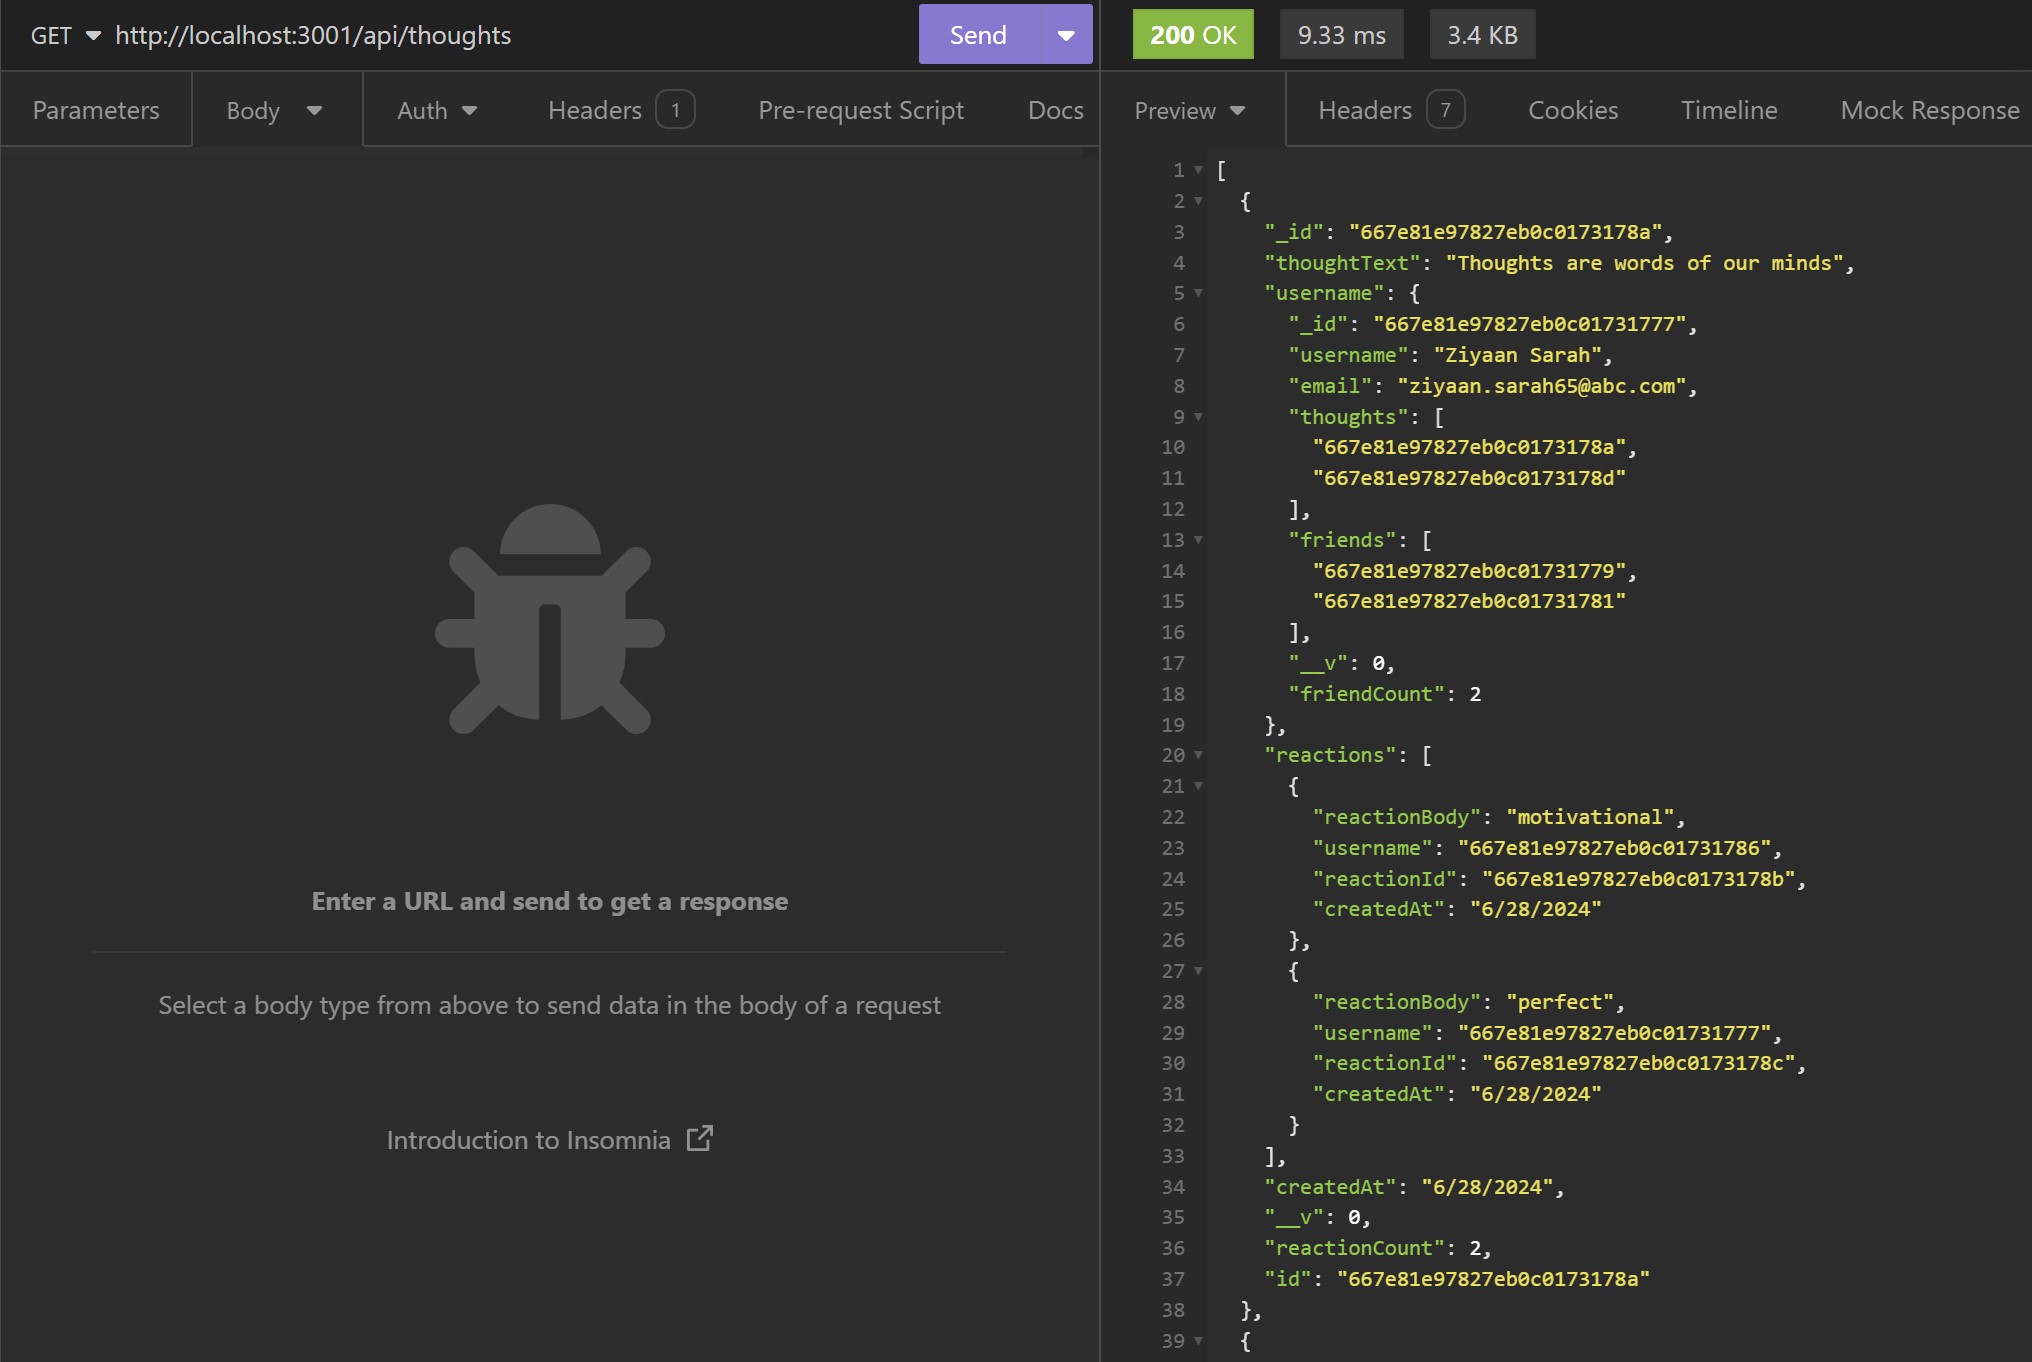 GET http://localhost:3001/api/thoughts Send
Parameters Body Auth Headers 1 Pre-request Script Docs
Enter a URL and send to get a response
Select a body type from above to send data in the body of a request
Introduction to Insomnia
200 OK 9.33 ms 3.4 KB
Preview Headers 7 Cookies Timeline Mock Response
1 [
2 {
3 "_id": "667e81e97827eb0c0173178a",
4 "thoughtText": "Thoughts are words of our minds",
5 "username": {
6 "_id": "667e81e97827eb0c01731777",
7 "username": "Ziyaan Sarah",
8 "email": "ziyaan.sarah65@abc.com",
9 "thoughts": [
10 "667e81e97827eb0c0173178a",
11 "667e81e97827eb0c0173178d"
12 ],
13 "friends": [
14 "667e81e97827eb0c01731779",
15 "667e81e97827eb0c01731781"
16 ],
17 "__v": 0,
18 "friendCount": 2
19 },
20 "reactions": [
21 {
22 "reactionBody": "motivational",
23 "username": "667e81e97827eb0c01731786",
24 "reactionId": "667e81e97827eb0c0173178b",
25 "createdAt": "6/28/2024"
26 },
27 {
28 "reactionBody": "perfect",
29 "username": "667e81e97827eb0c01731777",
30 "reactionId": "667e81e97827eb0c0173178c",
31 "createdAt": "6/28/2024"
32 }
33 ],
34 "createdAt": "6/28/2024",
35 "__v": 0,
36 "reactionCount": 2,
37 "id": "667e81e97827eb0c0173178a"
38 },
39 {